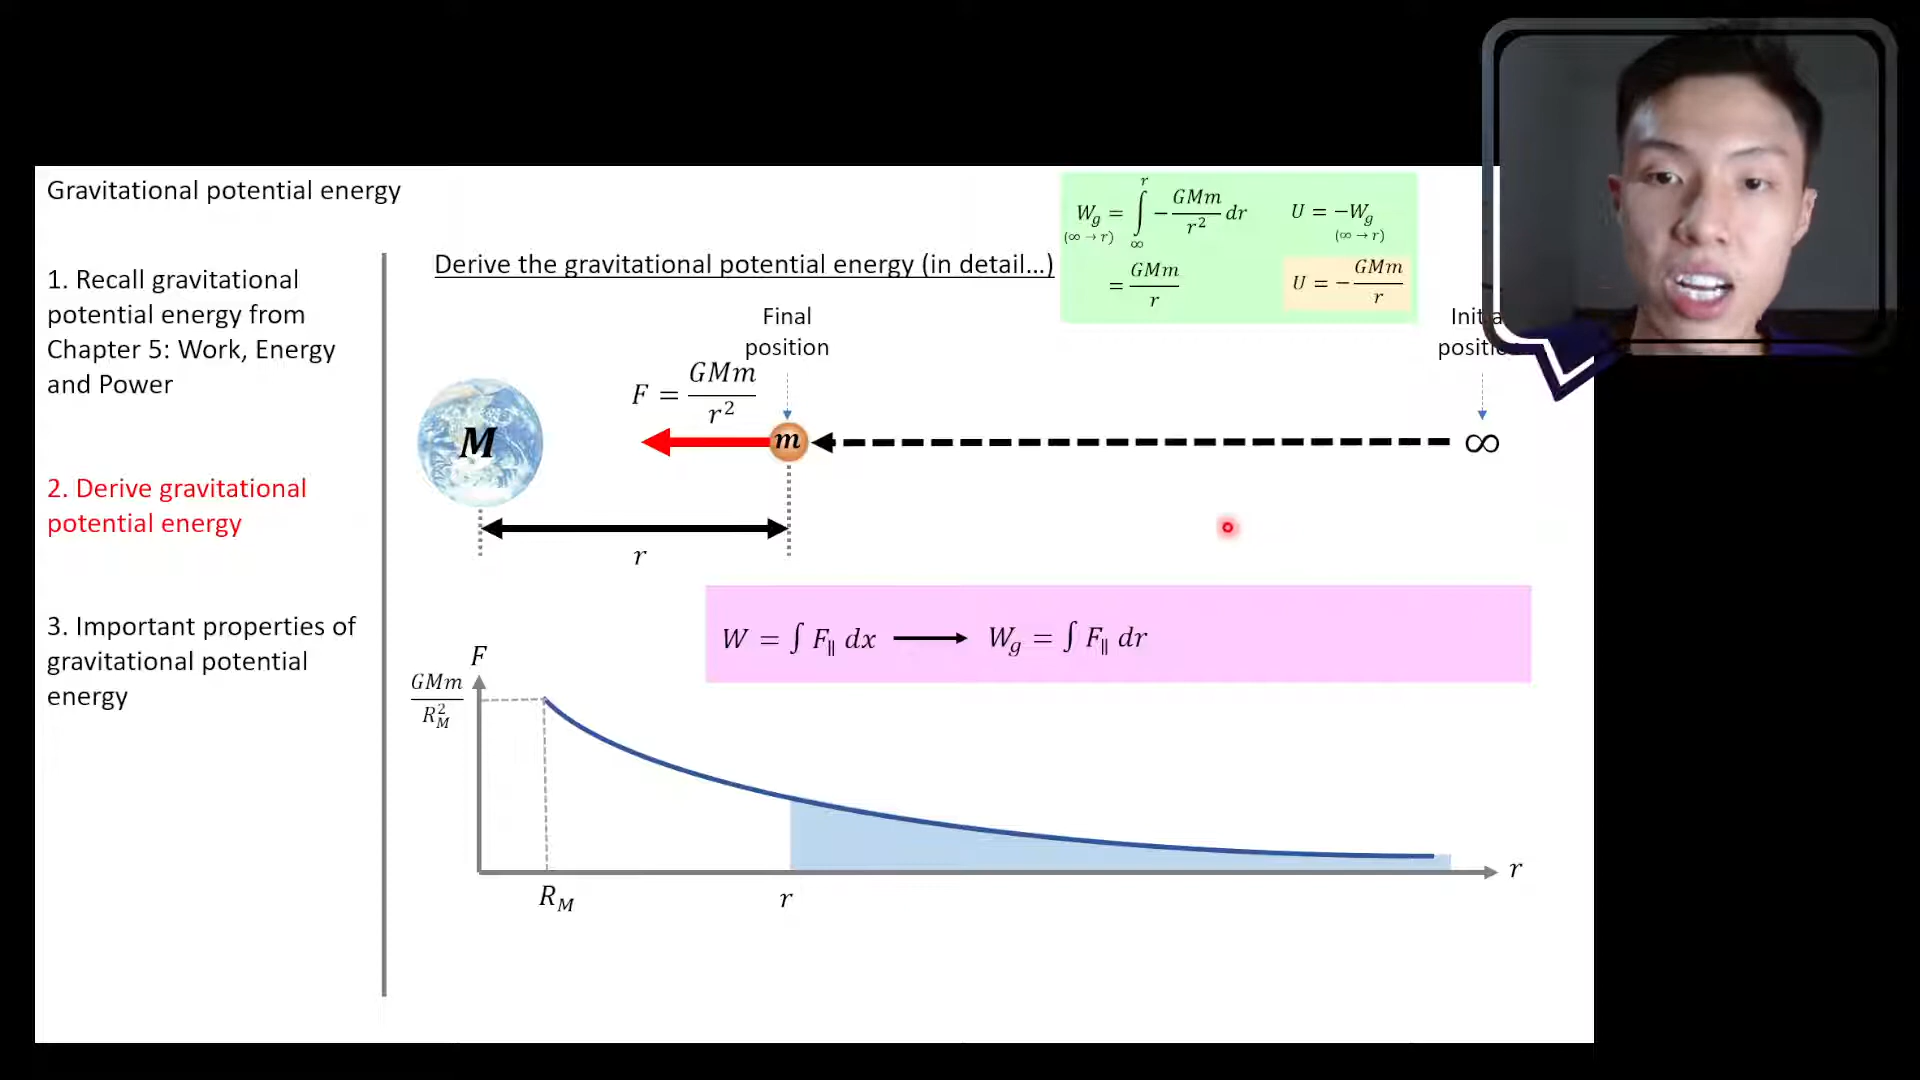 Gravitational potential energy
1. Recall gravitational
potential energy from
Chapter 5: Work, Energy
and Power
2. Derive gravitational
potential energy
3. Important properties of
gravitational potential
energy
Derive the gravitational potential energy (in detail...)
W_g = ∫_∞^r − GMm/r² dr
(∞ → r)
= GMm/r
U = −W_g
(∞ → r)
U = − GMm/r
Final
position
Initia
positio
F = GMm/r²
M
m
∞
r
W = ∫ F∥ dx ⟶ W_g = ∫ F∥ dr
F
GMm/R_M²
R_M
r
r